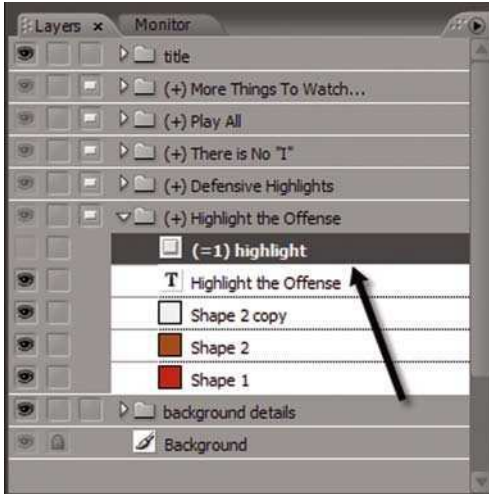 Layers × Monitor
title
(+) More Things To Watch...
(+) Play All
(+) There is No "I"
(+) Defensive Highlights
(+) Highlight the Offense
(=1) highlight
T Highlight the Offense
Shape 2 copy
Shape 2
Shape 1
background details
Background